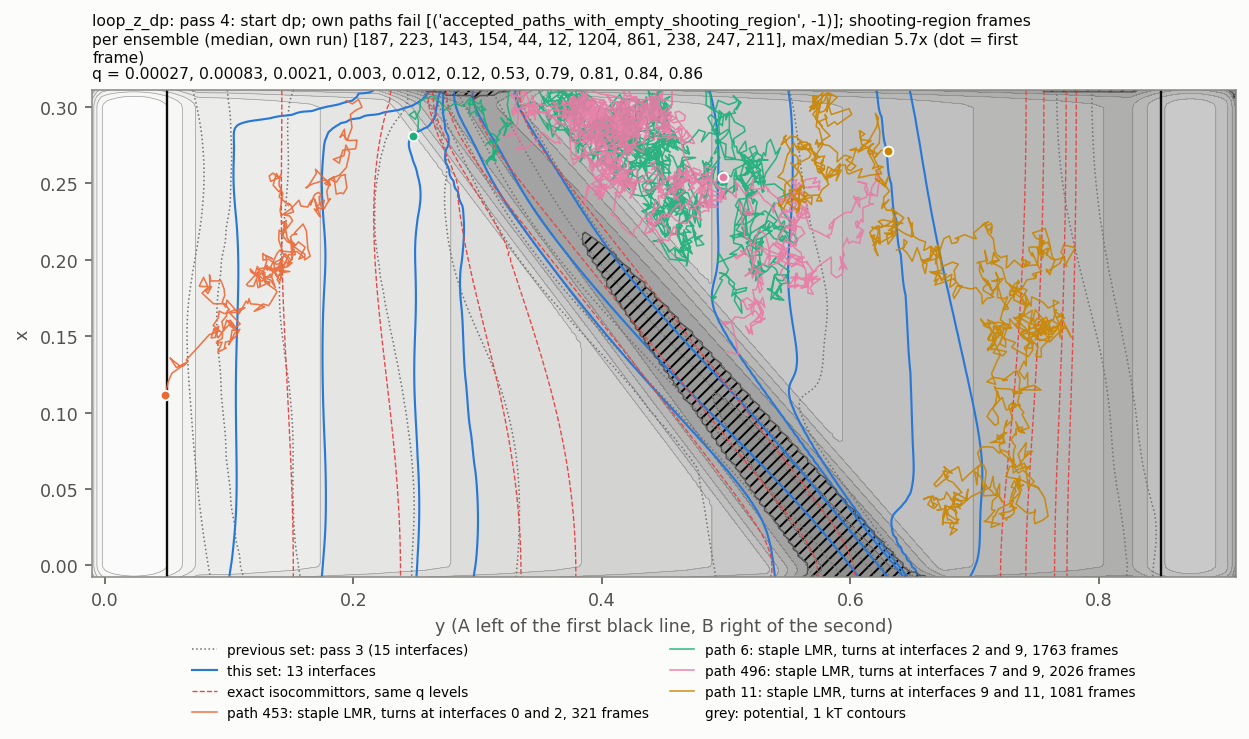 loop_z_dp: pass 4: start dp; own paths fail [('accepted_paths_with_empty_shooting_region', -1)]; shooting-region frames
per ensemble (median, own run) [187, 223, 143, 154, 44, 12, 1204, 861, 238, 247, 211], max/median 5.7x (dot = first
frame)
q = 0.00027, 0.00083, 0.0021, 0.003, 0.012, 0.12, 0.53, 0.79, 0.81, 0.84, 0.86
0.30
0.25
0.20
0.15
0.10
0.05
0.00
x
0.0
0.2
0.4
0.6
0.8
y (A left of the first black line, B right of the second)
previous set: pass 3 (15 interfaces)
this set: 13 interfaces
exact isocommittors, same q levels
path 453: staple LMR, turns at interfaces 0 and 2, 321 frames
path 6: staple LMR, turns at interfaces 2 and 9, 1763 frames
path 496: staple LMR, turns at interfaces 7 and 9, 2026 frames
path 11: staple LMR, turns at interfaces 9 and 11, 1081 frames
grey: potential, 1 kT contours